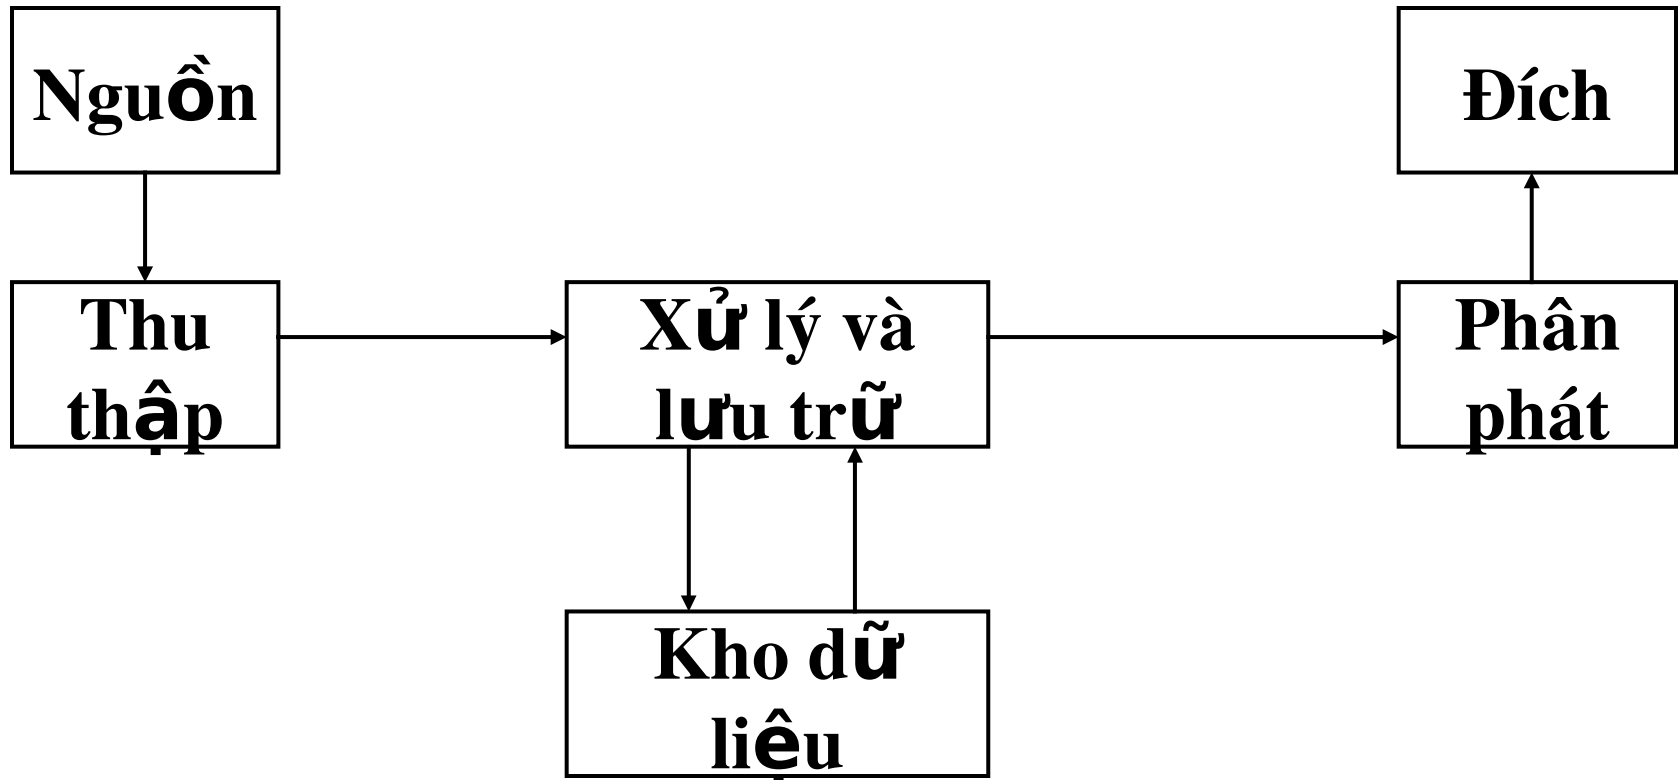 Nguồn
Đích
Thu
thập
Xử lý và
lưu trữ
Phân
phát
Kho dữ
liệu